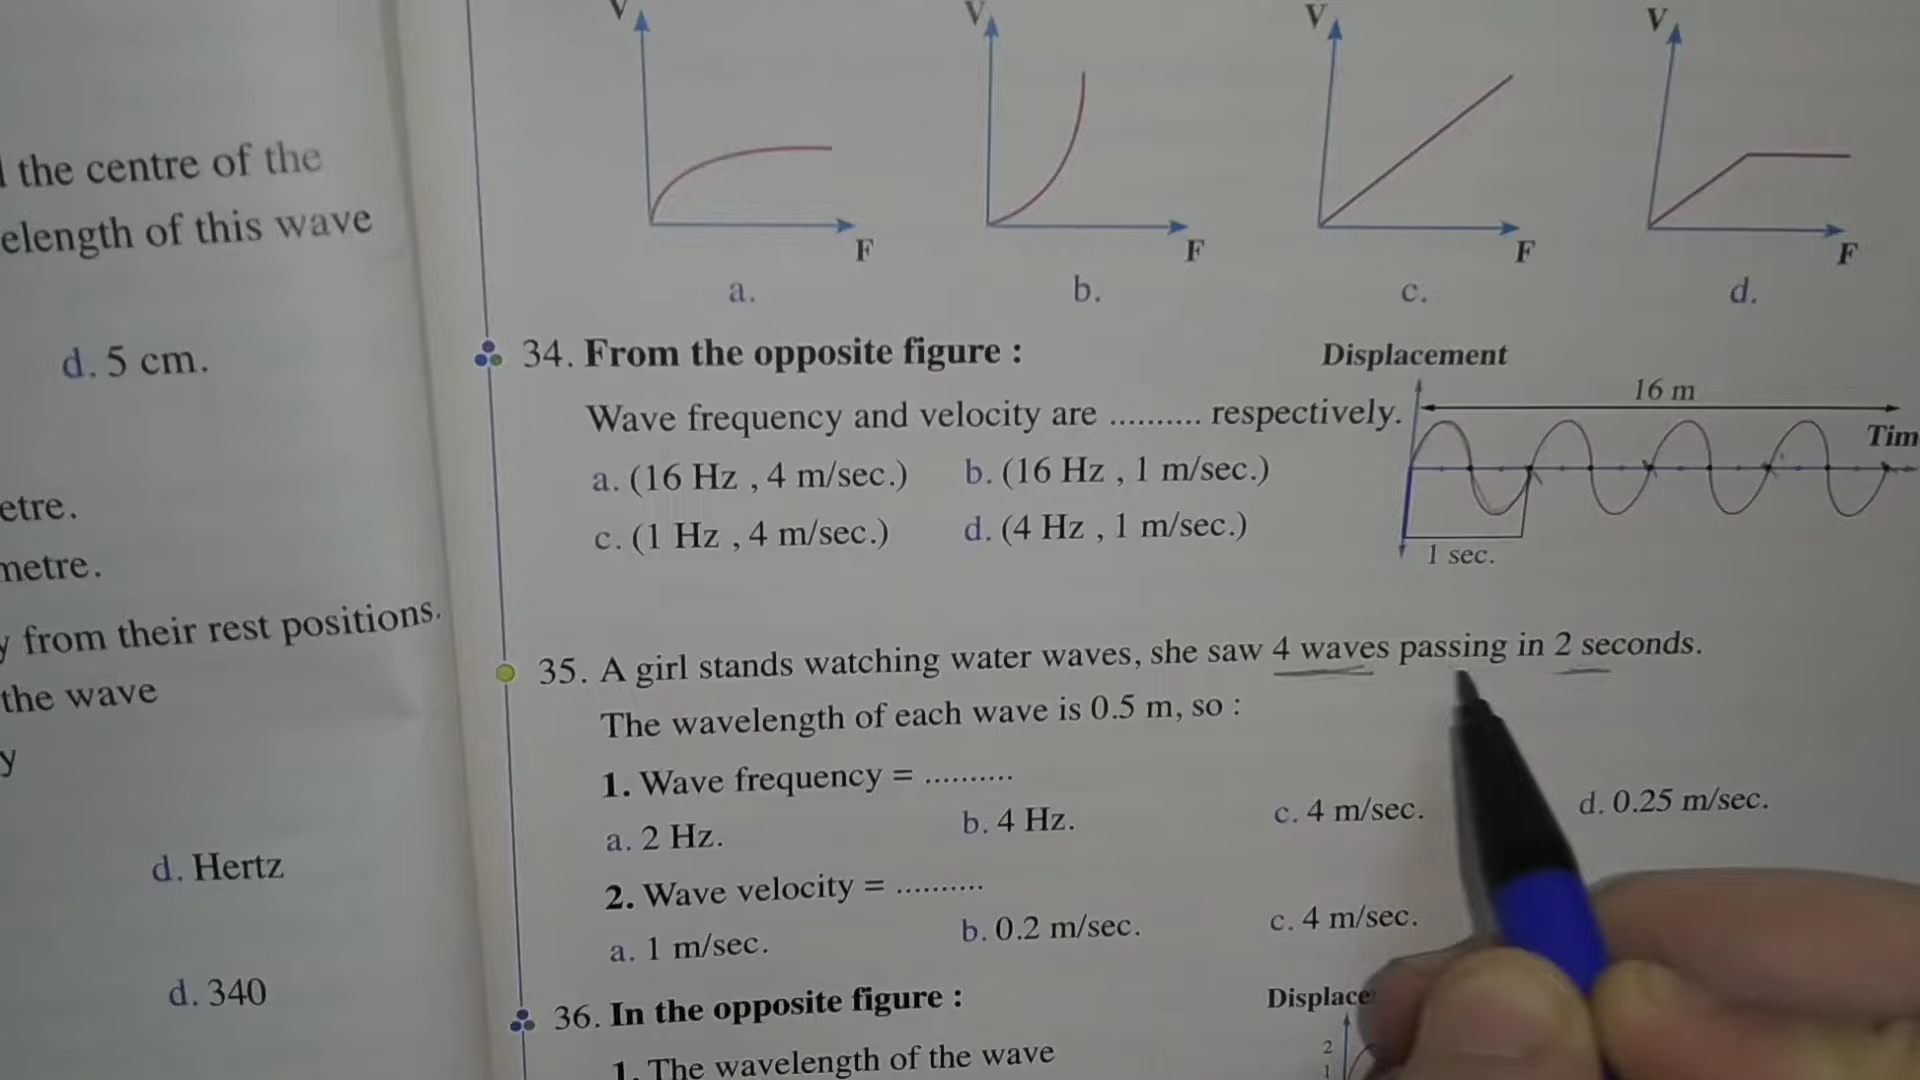 the centre of the
elength of this wave
d. 5 cm.
etre.
metre.
y from their rest positions.
the wave
y
d. Hertz
d. 340
V V V V
F F F F
a. b. c. d.
34. From the opposite figure :
Wave frequency and velocity are .......... respectively.
a. (16 Hz , 4 m/sec.) b. (16 Hz , 1 m/sec.)
c. (1 Hz , 4 m/sec.) d. (4 Hz , 1 m/sec.)
Displacement
16 m
Tim
1 sec.
35. A girl stands watching water waves, she saw 4 waves passing in 2 seconds.
The wavelength of each wave is 0.5 m, so :
1. Wave frequency = ..........
a. 2 Hz. b. 4 Hz. c. 4 m/sec. d. 0.25 m/sec.
2. Wave velocity = ..........
a. 1 m/sec. b. 0.2 m/sec. c. 4 m/sec.
36. In the opposite figure :
1. The wavelength of the wave
Displace
2
1